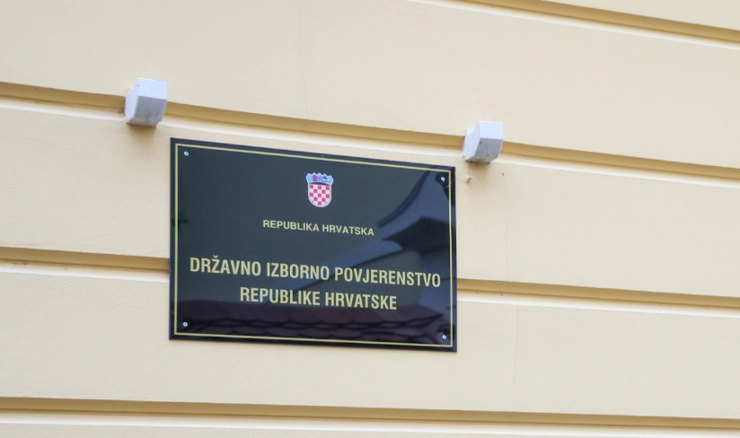 REPUBLIKA HRVATSKA
DRŽAVNO IZBORNO POVJERENSTVO
REPUBLIKE HRVATSKE